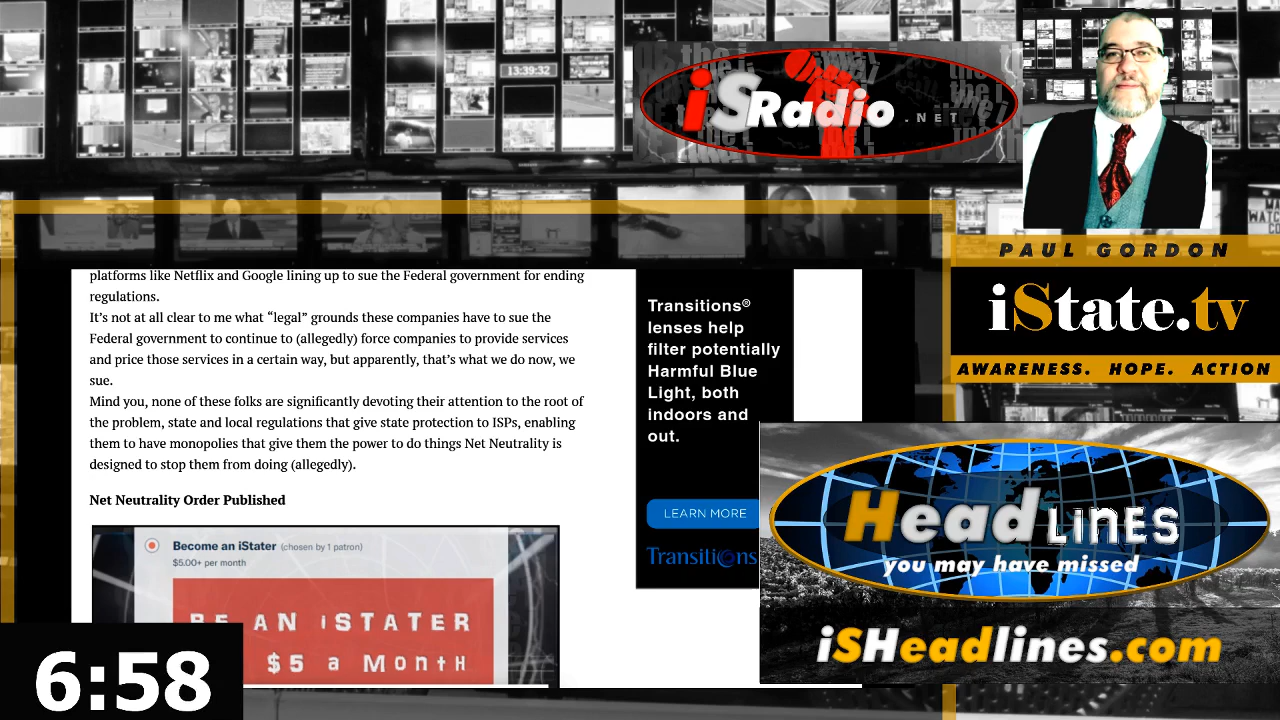 13:39:32
iSRadio.NET
PAUL GORDON
iState.tv
AWARENESS. HOPE. ACTION
platforms like Netflix and Google lining up to sue the Federal government for ending
regulations.
It's not at all clear to me what “legal” grounds these companies have to sue the
Federal government to continue to (allegedly) force companies to provide services
and price those services in a certain way, but apparently, that's what we do now, we
sue.
Mind you, none of these folks are significantly devoting their attention to the root of
the problem, state and local regulations that give state protection to ISPs, enabling
them to have monopolies that give them the power to do things Net Neutrality is
designed to stop them from doing (allegedly).
Net Neutrality Order Published
Become an iStater (chosen by 1 patron)
$5.00+ per month
BE AN iSTATER
$5 a Month
Transitions®
lenses help
filter potentially
Harmful Blue
Light, both
indoors and
out.
LEARN MORE
Transitions
HeadLINES
you may have missed
iSHeadlines.com
6:58